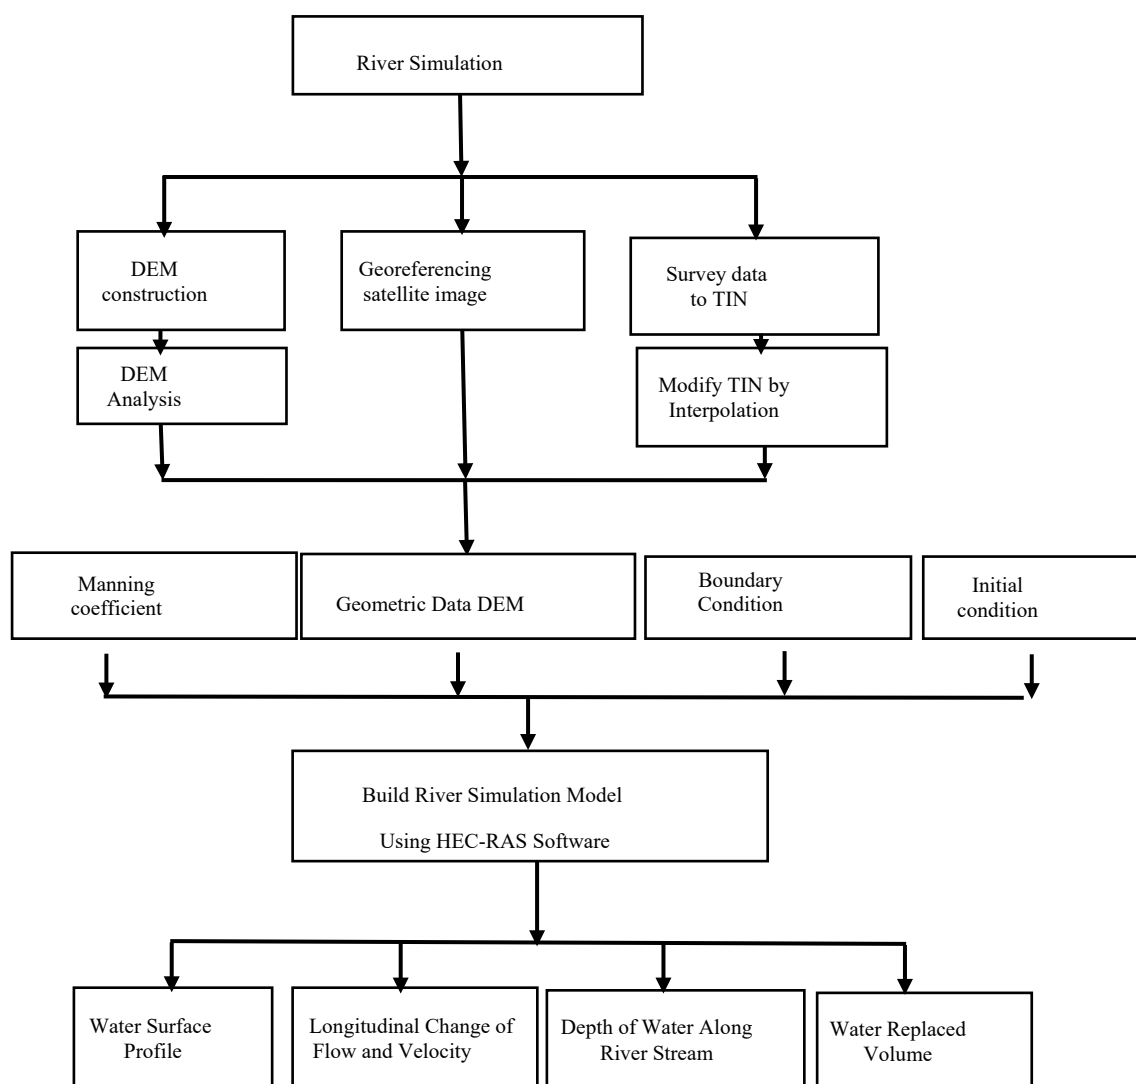 River Simulation
DEM
construction
Georeferencing
satellite image
Survey data
to TIN
DEM
Analysis
Modify TIN by
Interpolation
Manning
coefficient
Geometric Data DEM
Boundary
Condition
Initial
condition
Build River Simulation Model
Using HEC-RAS Software
Water Surface
Profile
Longitudinal Change of
Flow and Velocity
Depth of Water Along
River Stream
Water Replaced
Volume